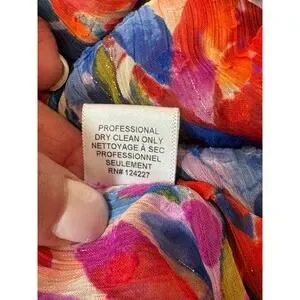 PROFESSIONAL
DRY CLEAN ONLY
NETTOYAGE À SEC
PROFESSIONNEL
SEULEMENT
RN# 124227